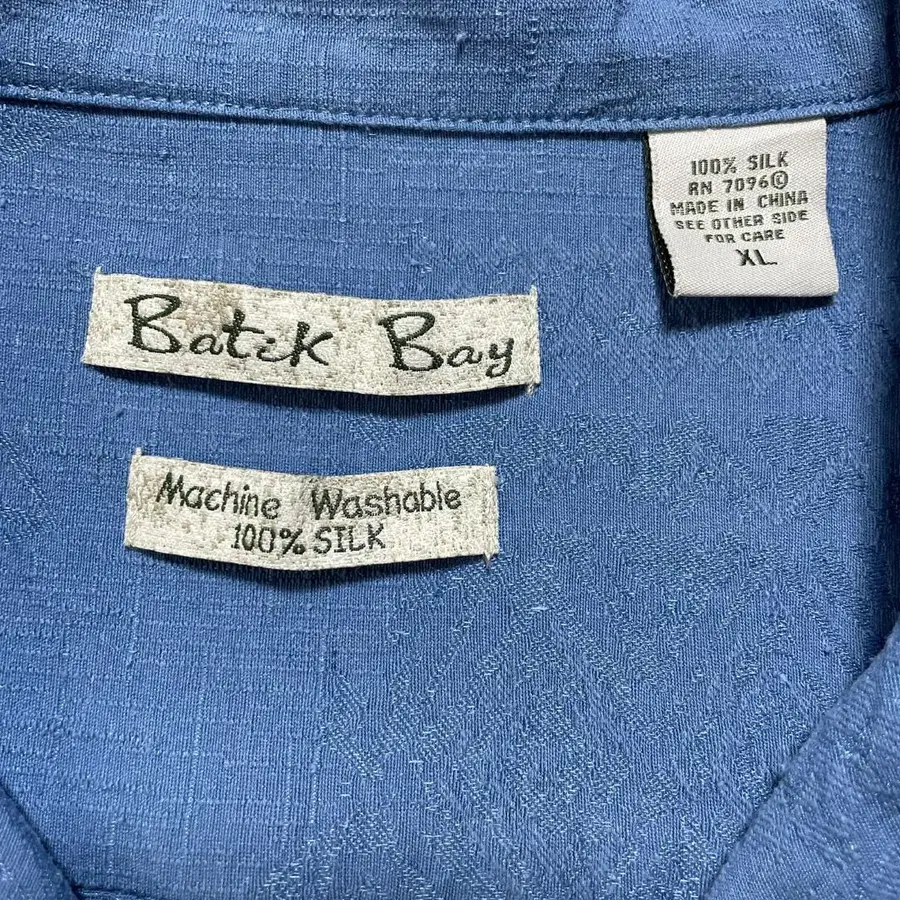 100% SILK
RN 7096©
MADE IN CHINA
SEE OTHER SIDE
FOR CARE
XL
Batik Bay
Machine Washable
100% SILK